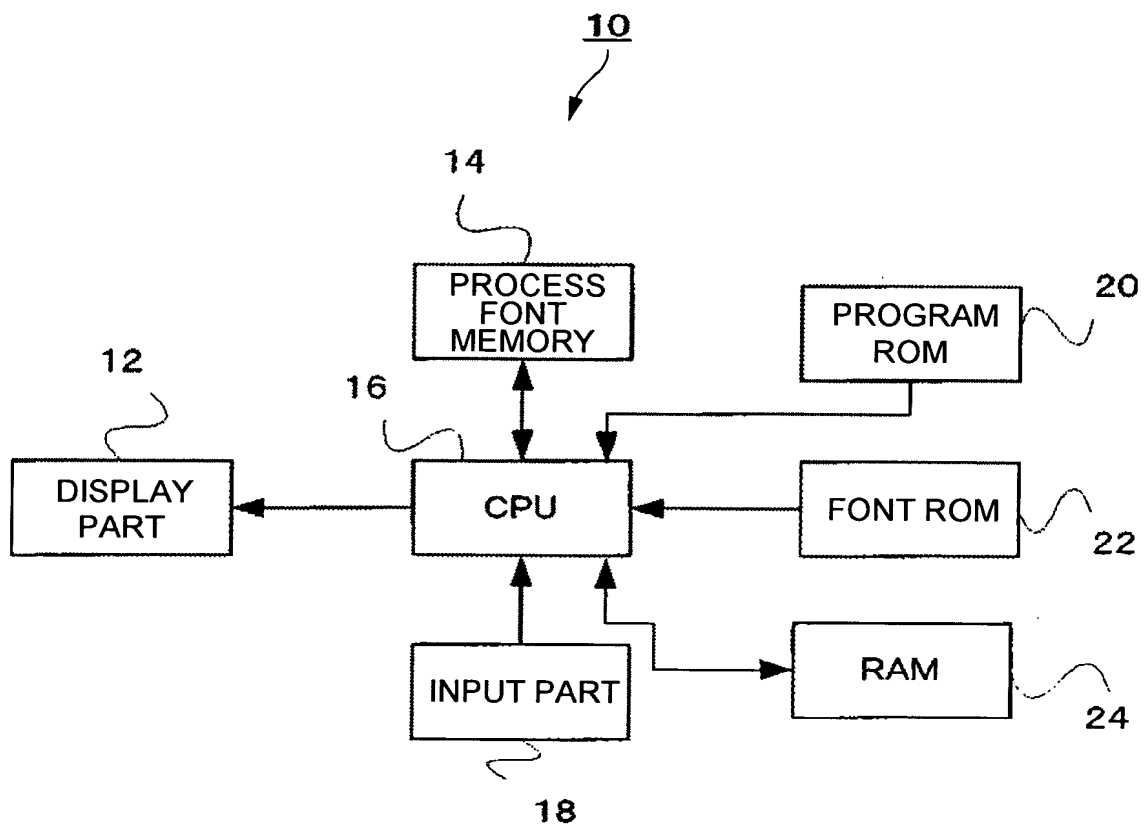 10
14
PROCESS
FONT
MEMORY
20
PROGRAM
ROM
12
16
DISPLAY
PART
CPU
FONT ROM
22
INPUT PART
RAM
24
18